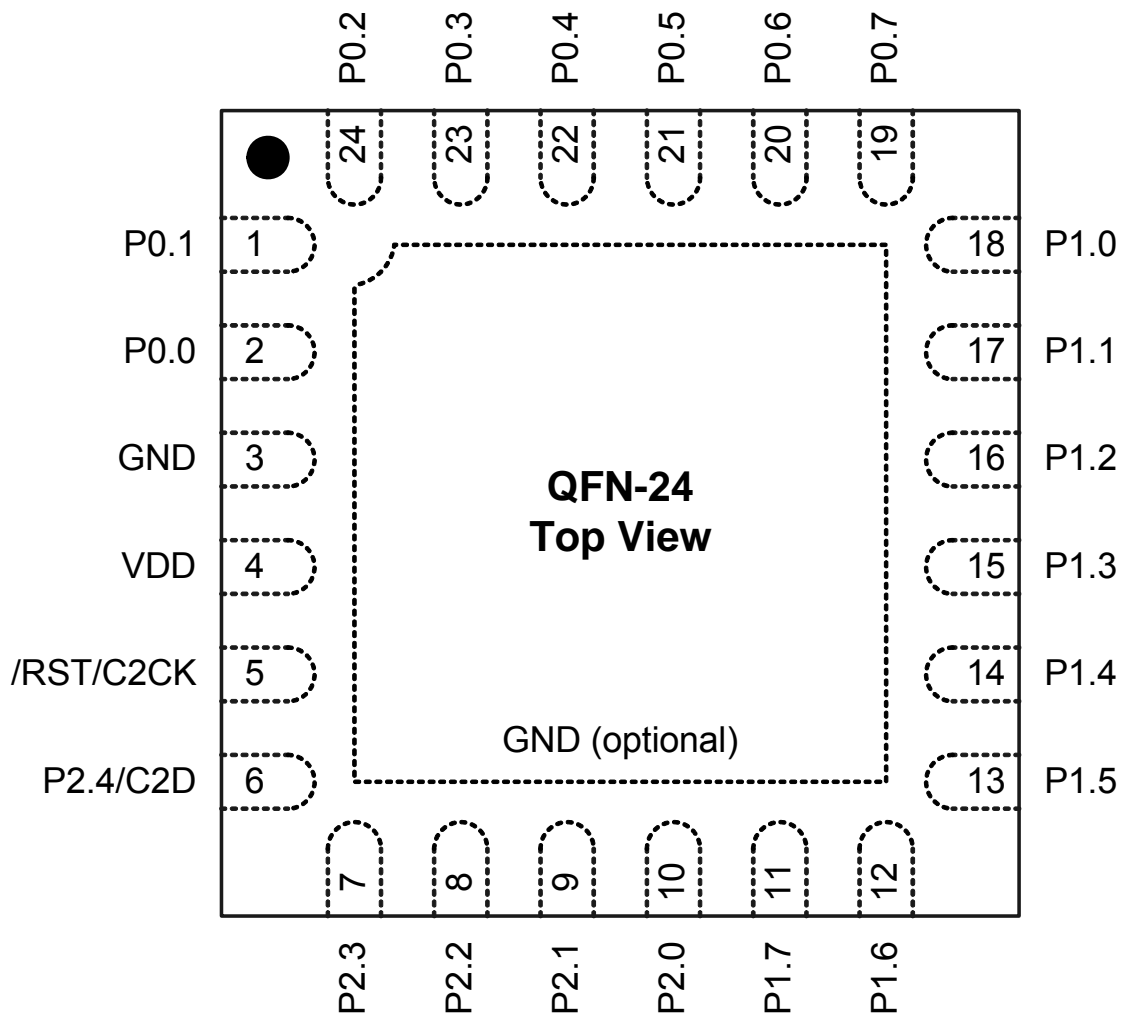 P0.2 P0.3 P0.4 P0.5 P0.6 P0.7
24 23 22 21 20 19
P0.1 1 18 P1.0
P0.0 2 17 P1.1
GND 3 16 P1.2
QFN-24
Top View
VDD 4 15 P1.3
/RST/C2CK 5 14 P1.4
GND (optional)
P2.4/C2D 6 13 P1.5
7 8 9 10 11 12
P2.3 P2.2 P2.1 P2.0 P1.7 P1.6